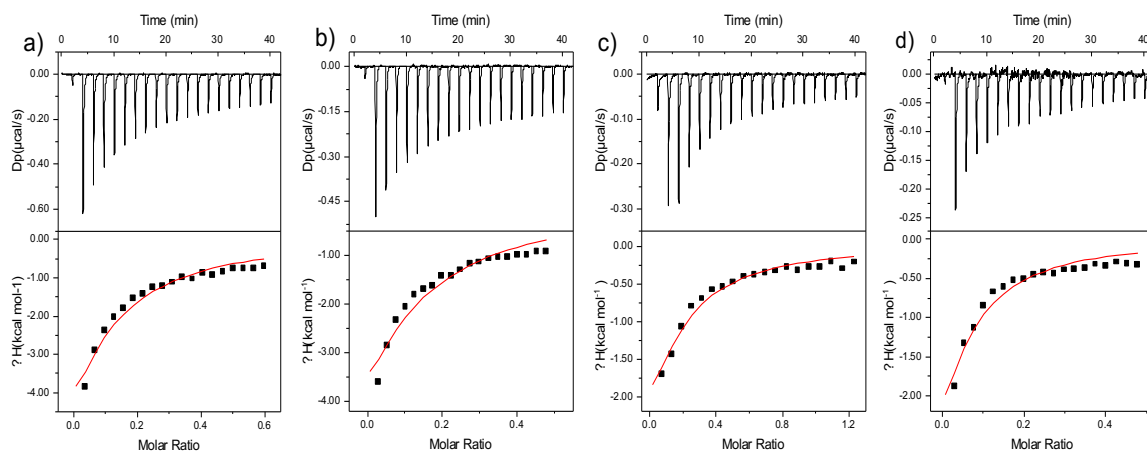 a)
Time (min)
0 10 20 30 40
0.00
-0.20
-0.40
-0.60
Dp(µcal/s)
0.00
-1.00
-2.00
-3.00
-4.00
? H(kcal mol-1)
0.0 0.2 0.4 0.6
Molar Ratio
b)
Time (min)
0 10 20 30 40
0.00
-0.15
-0.30
-0.45
Dp(µcal/s)
-1.00
-2.00
-3.00
-4.00
? H(kcal mol⁻¹)
0.0 0.2 0.4
Molar Ratio
c)
Time (min)
0 10 20 30 40
0.00
-0.10
-0.20
-0.30
Dp(µcal/s)
0.00
-0.50
-1.00
-1.50
-2.00
? H(kcal mol⁻¹)
0.0 0.3 0.6 0.9 1.2
Molar Ratio
d)
Time (min)
0 10 20 30 40
0.00
-0.05
-0.10
-0.15
-0.20
-0.25
Dp(µcal/s)
0.00
-0.50
-1.00
-1.50
-2.00
? H(kcal mol⁻¹)
0.0 0.2 0.4
Molar Ratio